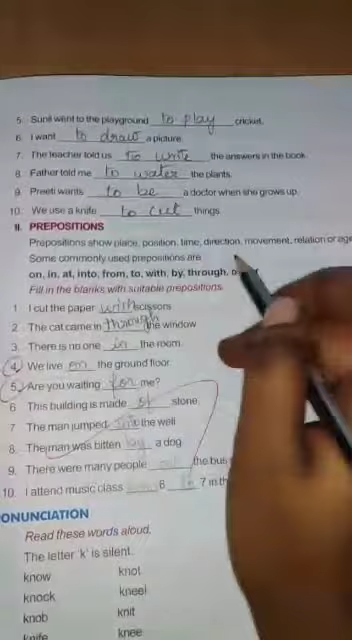 5. Sunil went to the playground to play cricket.
6. I want to draw a picture.
7. The teacher told us to write the answers in the book.
8. Father told me to water the plants.
9. Preeti wants to be a doctor when she grows up.
10. We use a knife to cut things.
II. PREPOSITIONS
Prepositions show place, position, time, direction, movement, relation or age
Some commonly used prepositions are
on, in, at, into, from, to, with, by, through,
Fill in the blanks with suitable prepositions.
1 I cut the paper with scissors
2 The cat came in through the window
3 There is no one in the room.
4 We live on the ground floor.
5 Are you waiting for me?
6 This building is made of stone.
7 The man jumped the well
8 The man was bitten by a dog
9 There were many people the bus
10. I attend music class 6 7 in th
ONUNCIATION
Read these words aloud.
The letter 'k' is silent.
know knot
knock kneel
knob knit
knife knee